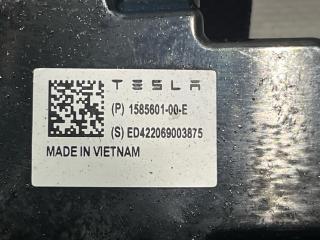 TESLA
(P) 1585601-00-E
(S) ED422069003875
MADE IN VIETNAM